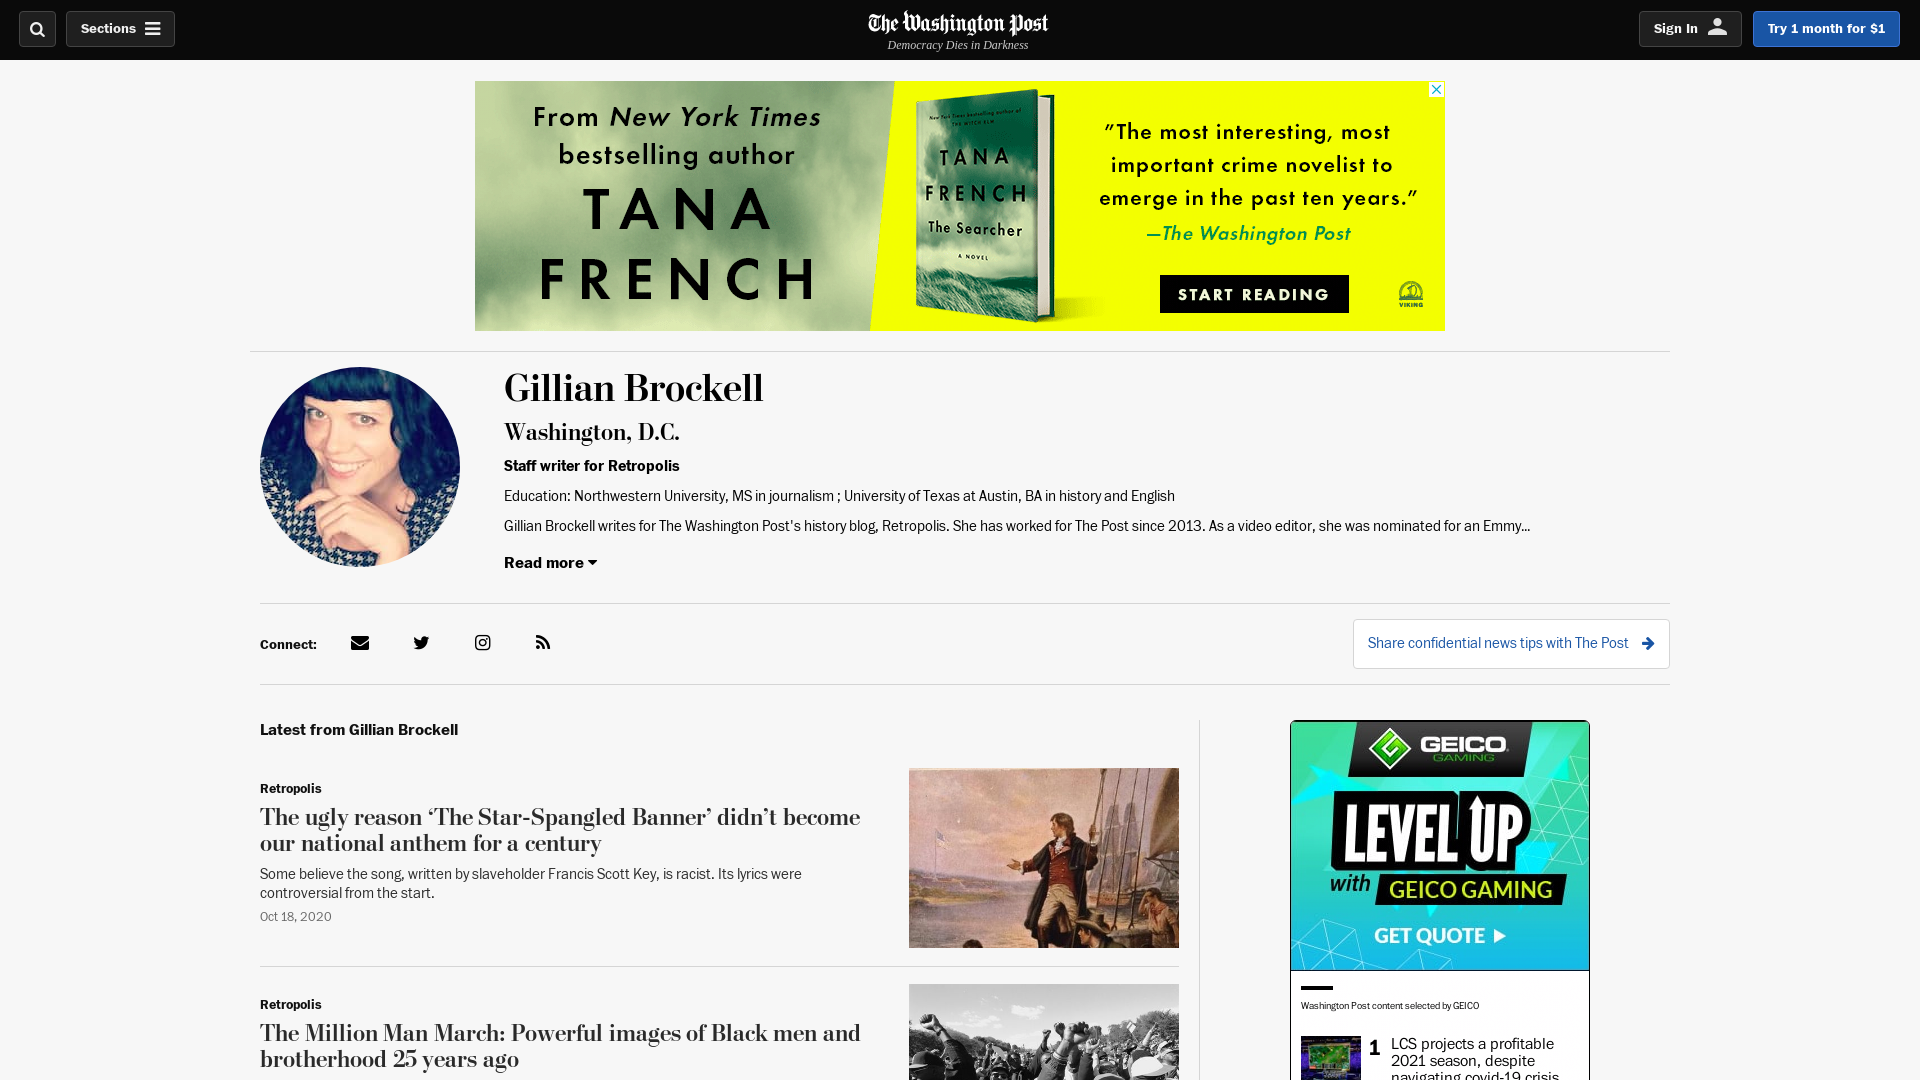 Sections
The Washington Post
Democracy Dies in Darkness
Sign In
Try 1 month for $1
From New York Times
bestselling author
TANA
FRENCH
New York Times bestselling author of
THE WITCH ELM
TANA
FRENCH
The Searcher
A NOVEL
”The most interesting, most
important crime novelist to
emerge in the past ten years.”
—The Washington Post
START READING
VIKING
Gillian Brockell
Washington, D.C.
Staff writer for Retropolis
Education: Northwestern University, MS in journalism ; University of Texas at Austin, BA in history and English
Gillian Brockell writes for The Washington Post's history blog, Retropolis. She has worked for The Post since 2013. As a video editor, she was nominated for an Emmy...
Read more
Connect:
Share confidential news tips with The Post
Latest from Gillian Brockell
Retropolis
The ugly reason ‘The Star-Spangled Banner’ didn’t become
our national anthem for a century
Some believe the song, written by slaveholder Francis Scott Key, is racist. Its lyrics were
controversial from the start.
Oct 18, 2020
Retropolis
The Million Man March: Powerful images of Black men and
brotherhood 25 years ago
GEICO
GAMING
LEVEL UP
with GEICO GAMING
GET QUOTE
Washington Post content selected by GEICO
1
LCS projects a profitable
2021 season, despite
navigating covid-19 crisis